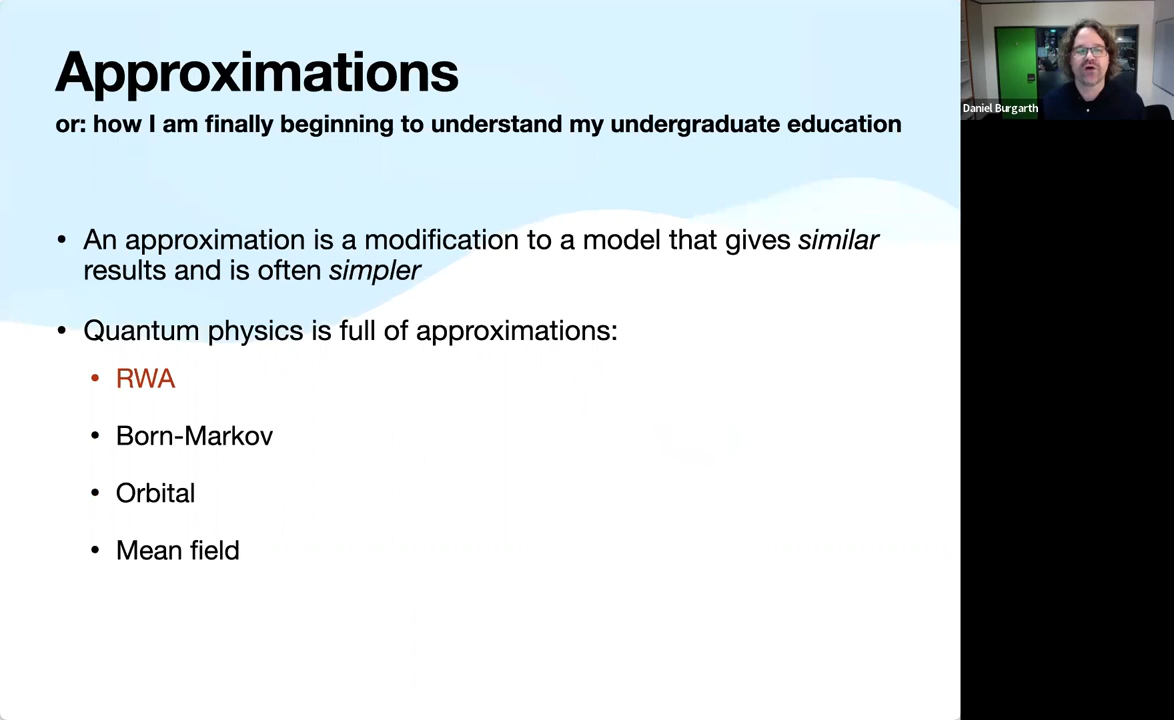 Approximations
or: how I am finally beginning to understand my undergraduate education
• An approximation is a modification to a model that gives similar
results and is often simpler
• Quantum physics is full of approximations:
• RWA
• Born-Markov
• Orbital
• Mean field
Daniel Burgarth